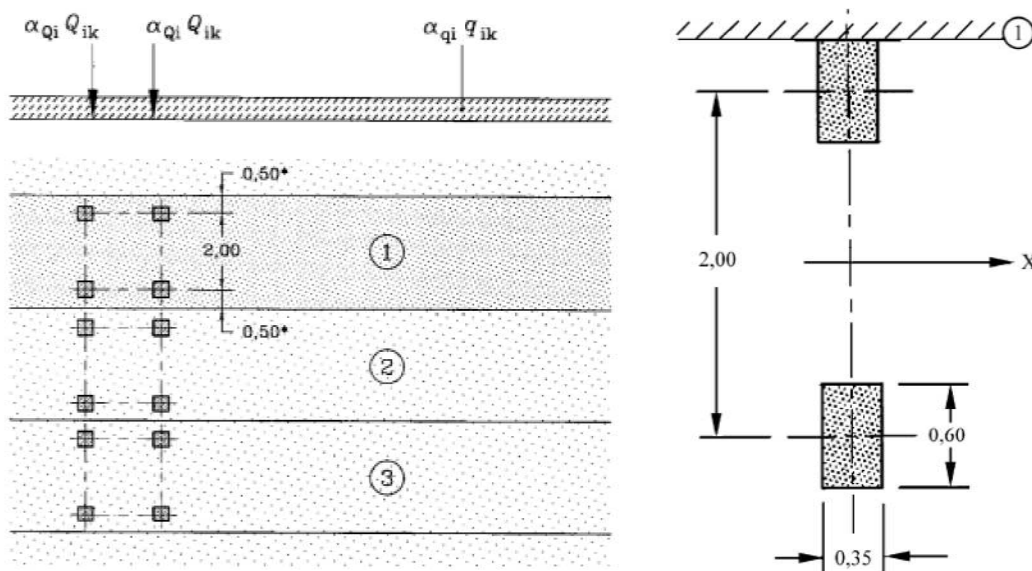 α_Qi Q_ik
α_Qi Q_ik
α_qi q_ik
0,50*
2,00
0,50*
①
②
③
①
2,00
X
0,60
0,35